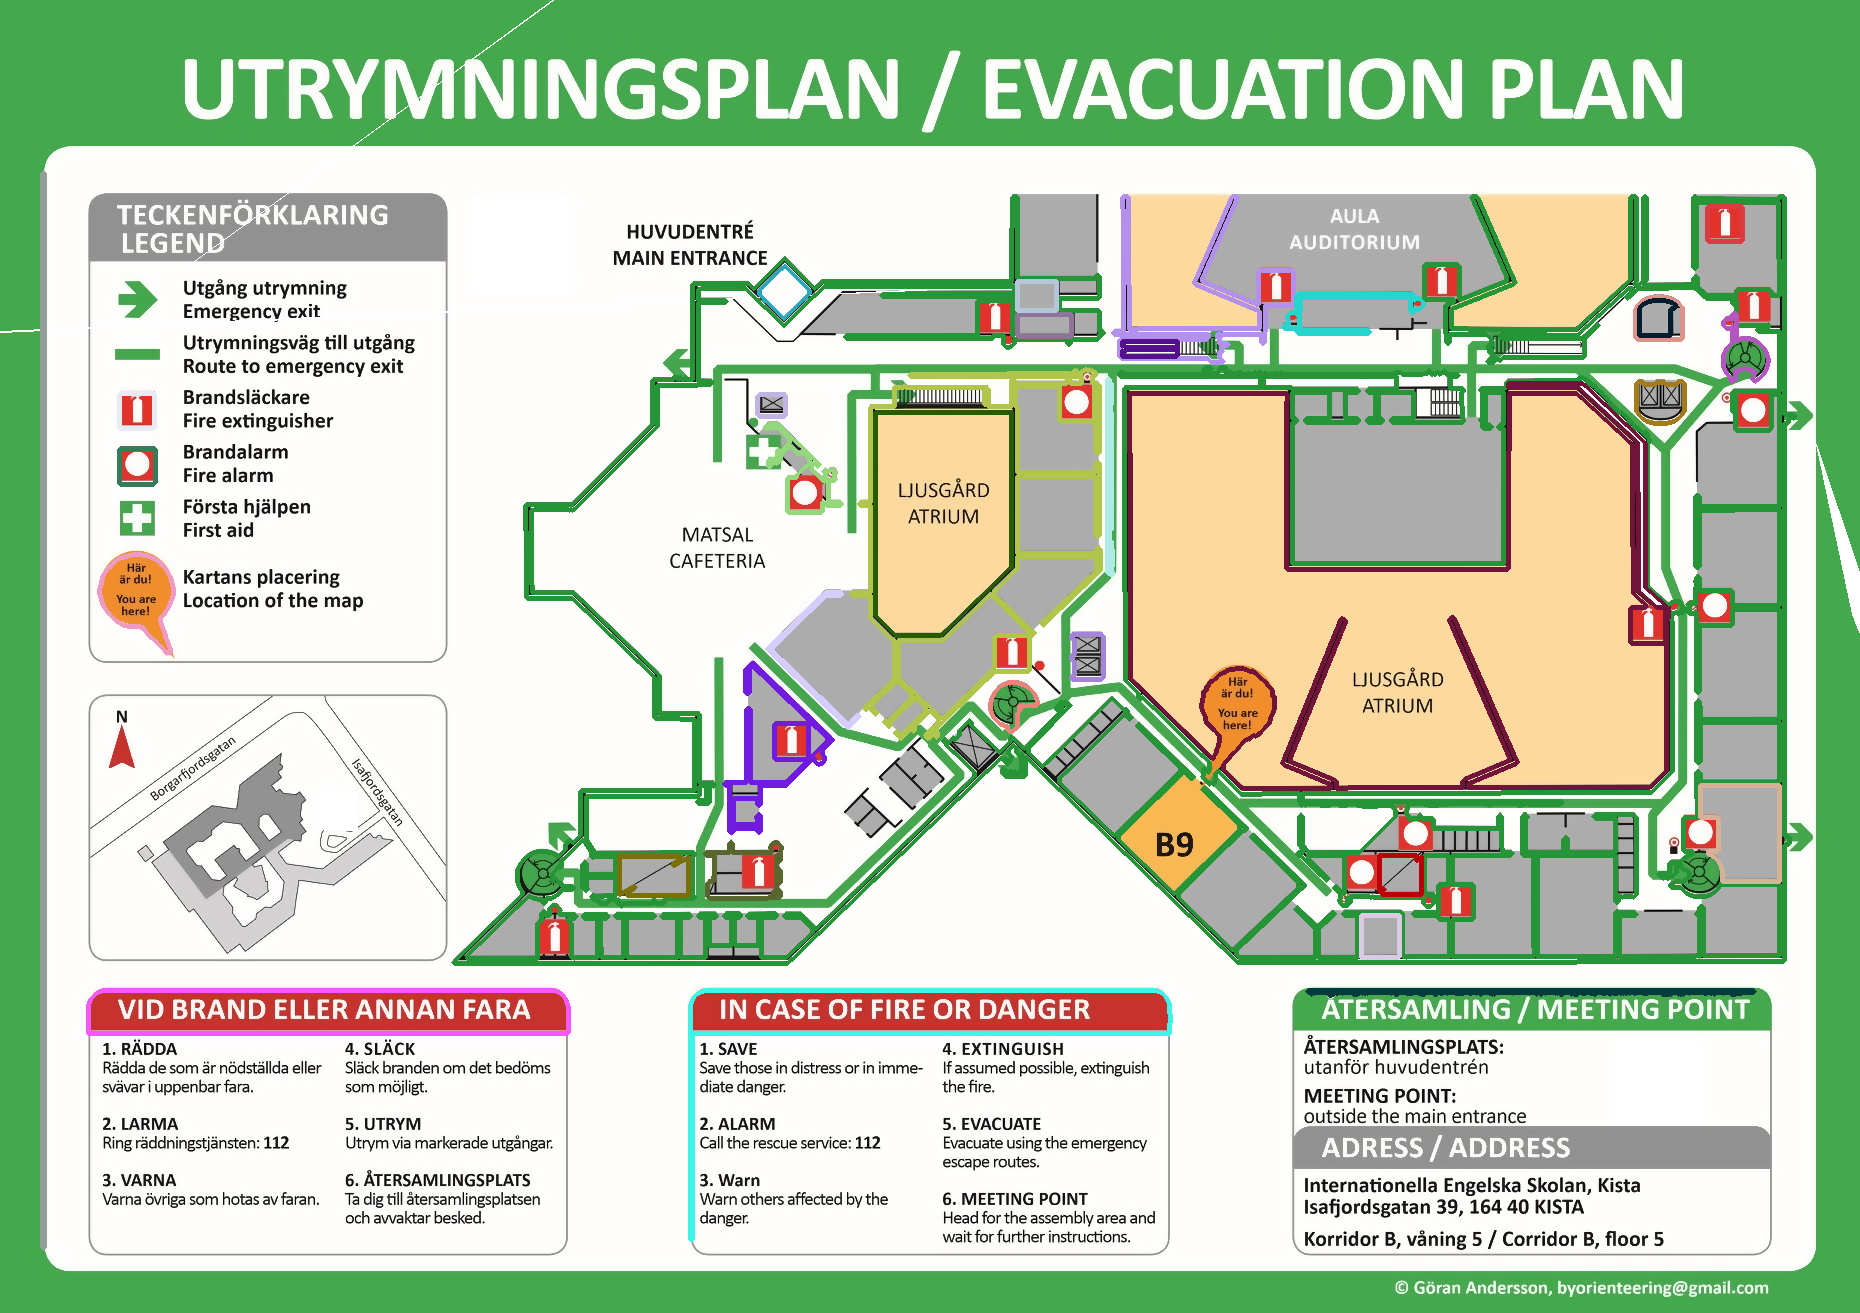 UTRYMNINGSPLAN / EVACUATION PLAN
TECKENFÖRKLARING
LEGEND
Utgång utrymning
Emergency exit
Utrymningsväg till utgång
Route to emergency exit
Brandsläckare
Fire extinguisher
Brandalarm
Fire alarm
Första hjälpen
First aid
Här
är du!
You are
here!
Kartans placering
Location of the map
N
Borgarfjordsgatan
Isafjordsgatan
HUVUDENTRÉ
MAIN ENTRANCE
AULA
AUDITORIUM
LJUSGÅRD
ATRIUM
MATSAL
CAFETERIA
Här
är du!
You are
here!
LJUSGÅRD
ATRIUM
B9
VID BRAND ELLER ANNAN FARA
1. RÄDDA
Rädda de som är nödställda eller
svävar i uppenbar fara.
2. LARMA
Ring räddningstjänsten: 112
3. VARNA
Varna övriga som hotas av faran.
4. SLÄCK
Släck branden om det bedöms
som möjligt.
5. UTRYM
Utrym via markerade utgångar.
6. ÅTERSAMLINGSPLATS
Ta dig till återsamlingsplatsen
och avvaktar besked.
IN CASE OF FIRE OR DANGER
1. SAVE
Save those in distress or in imme-
diate danger.
2. ALARM
Call the rescue service: 112
3. Warn
Warn others affected by the
danger.
4. EXTINGUISH
If assumed possible, extinguish
the fire.
5. EVACUATE
Evacuate using the emergency
escape routes.
6. MEETING POINT
Head for the assembly area and
wait for further instructions.
ÅTERSAMLING / MEETING POINT
ÅTERSAMLINGSPLATS:
utanför huvudentrén
MEETING POINT:
outside the main entrance
ADRESS / ADDRESS
Internationella Engelska Skolan, Kista
Isafjordsgatan 39, 164 40 KISTA
Korridor B, våning 5 / Corridor B, floor 5
© Göran Andersson, byorienteering@gmail.com